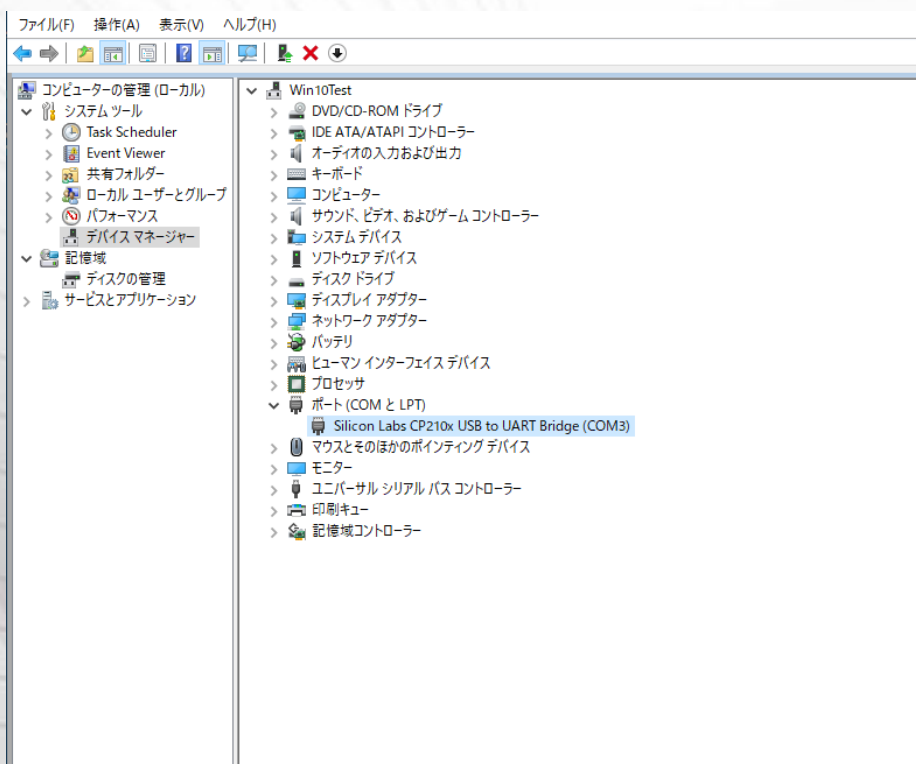 ファイル(F) 操作(A) 表示(V) ヘルプ(H)
コンピューターの管理 (ローカル)
システム ツール
Task Scheduler
Event Viewer
共有フォルダー
ローカル ユーザーとグループ
パフォーマンス
デバイス マネージャー
記憶域
ディスクの管理
サービスとアプリケーション
Win10Test
DVD/CD-ROM ドライブ
IDE ATA/ATAPI コントローラー
オーディオの入力および出力
キーボード
コンピューター
サウンド、ビデオ、およびゲーム コントローラー
システム デバイス
ソフトウェア デバイス
ディスク ドライブ
ディスプレイ アダプター
ネットワーク アダプター
バッテリ
ヒューマン インターフェイス デバイス
プロセッサ
ポート (COM と LPT)
Silicon Labs CP210x USB to UART Bridge (COM3)
マウスとそのほかのポインティング デバイス
モニター
ユニバーサル シリアル バス コントローラー
印刷キュー
記憶域コントローラー